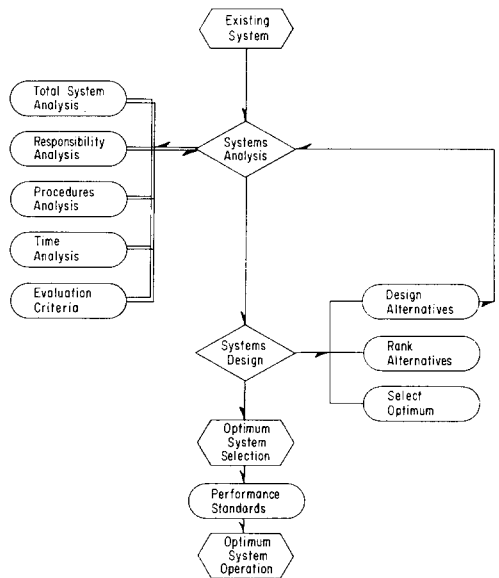 Existing
System
Total System
Analysis
Responsibility
Analysis
Systems
Analysis
Procedures
Analysis
Time
Analysis
Evaluation
Criteria
Design
Alternatives
Systems
Design
Rank
Alternatives
Select
Optimum
Optimum
System
Selection
Performance
Standards
Optimum
System
Operation